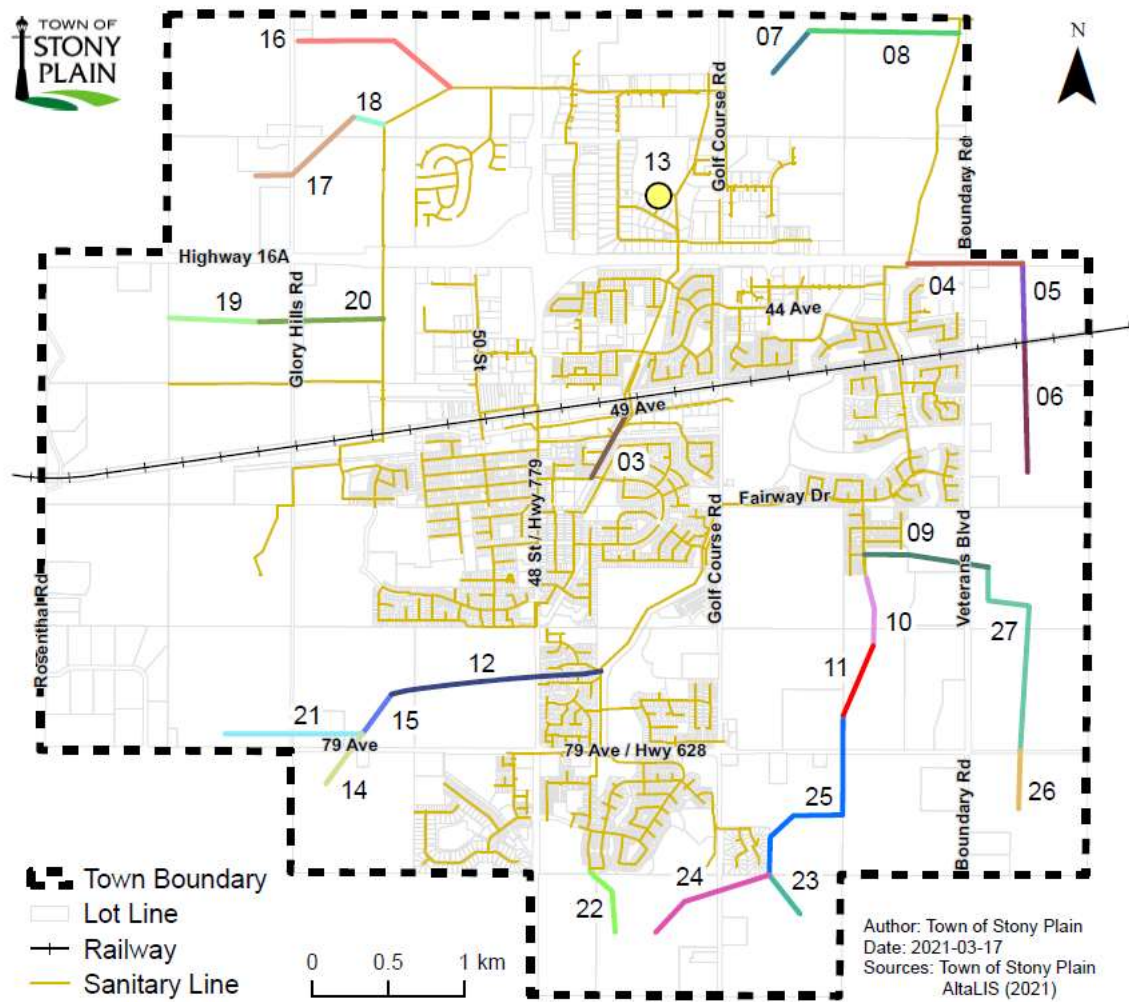 TOWN OF
STONY
PLAIN
16
07
08
N
18
13
Golf Course Rd
Boundary Rd
17
Highway 16A
04
05
19
Glory Hills Rd
20
50 St
44 Ave
06
49 Ave
03
48 St / Hwy 779
Fairway Dr
Golf Course Rd
09
Veterans Blvd
Rosenthal Rd
10
27
12
11
21
15
79 Ave
79 Ave / Hwy 628
14
25
26
Boundary Rd
24
23
22
Town Boundary
Lot Line
Railway
Sanitary Line
0 0.5 1 km
Author: Town of Stony Plain
Date: 2021-03-17
Sources: Town of Stony Plain
AltaLIS (2021)